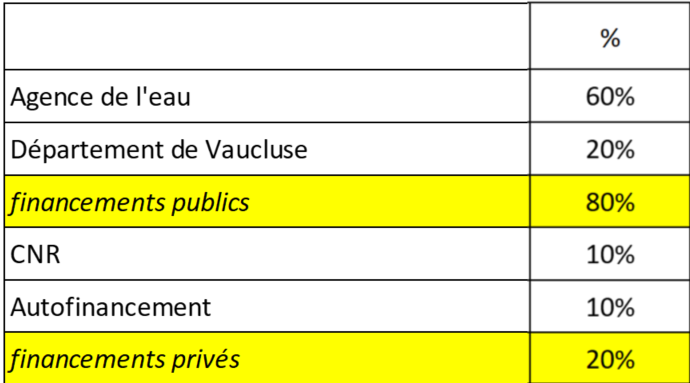 %
Agence de l'eau 60%
Département de Vaucluse 20%
financements publics 80%
CNR 10%
Autofinancement 10%
financements privés 20%